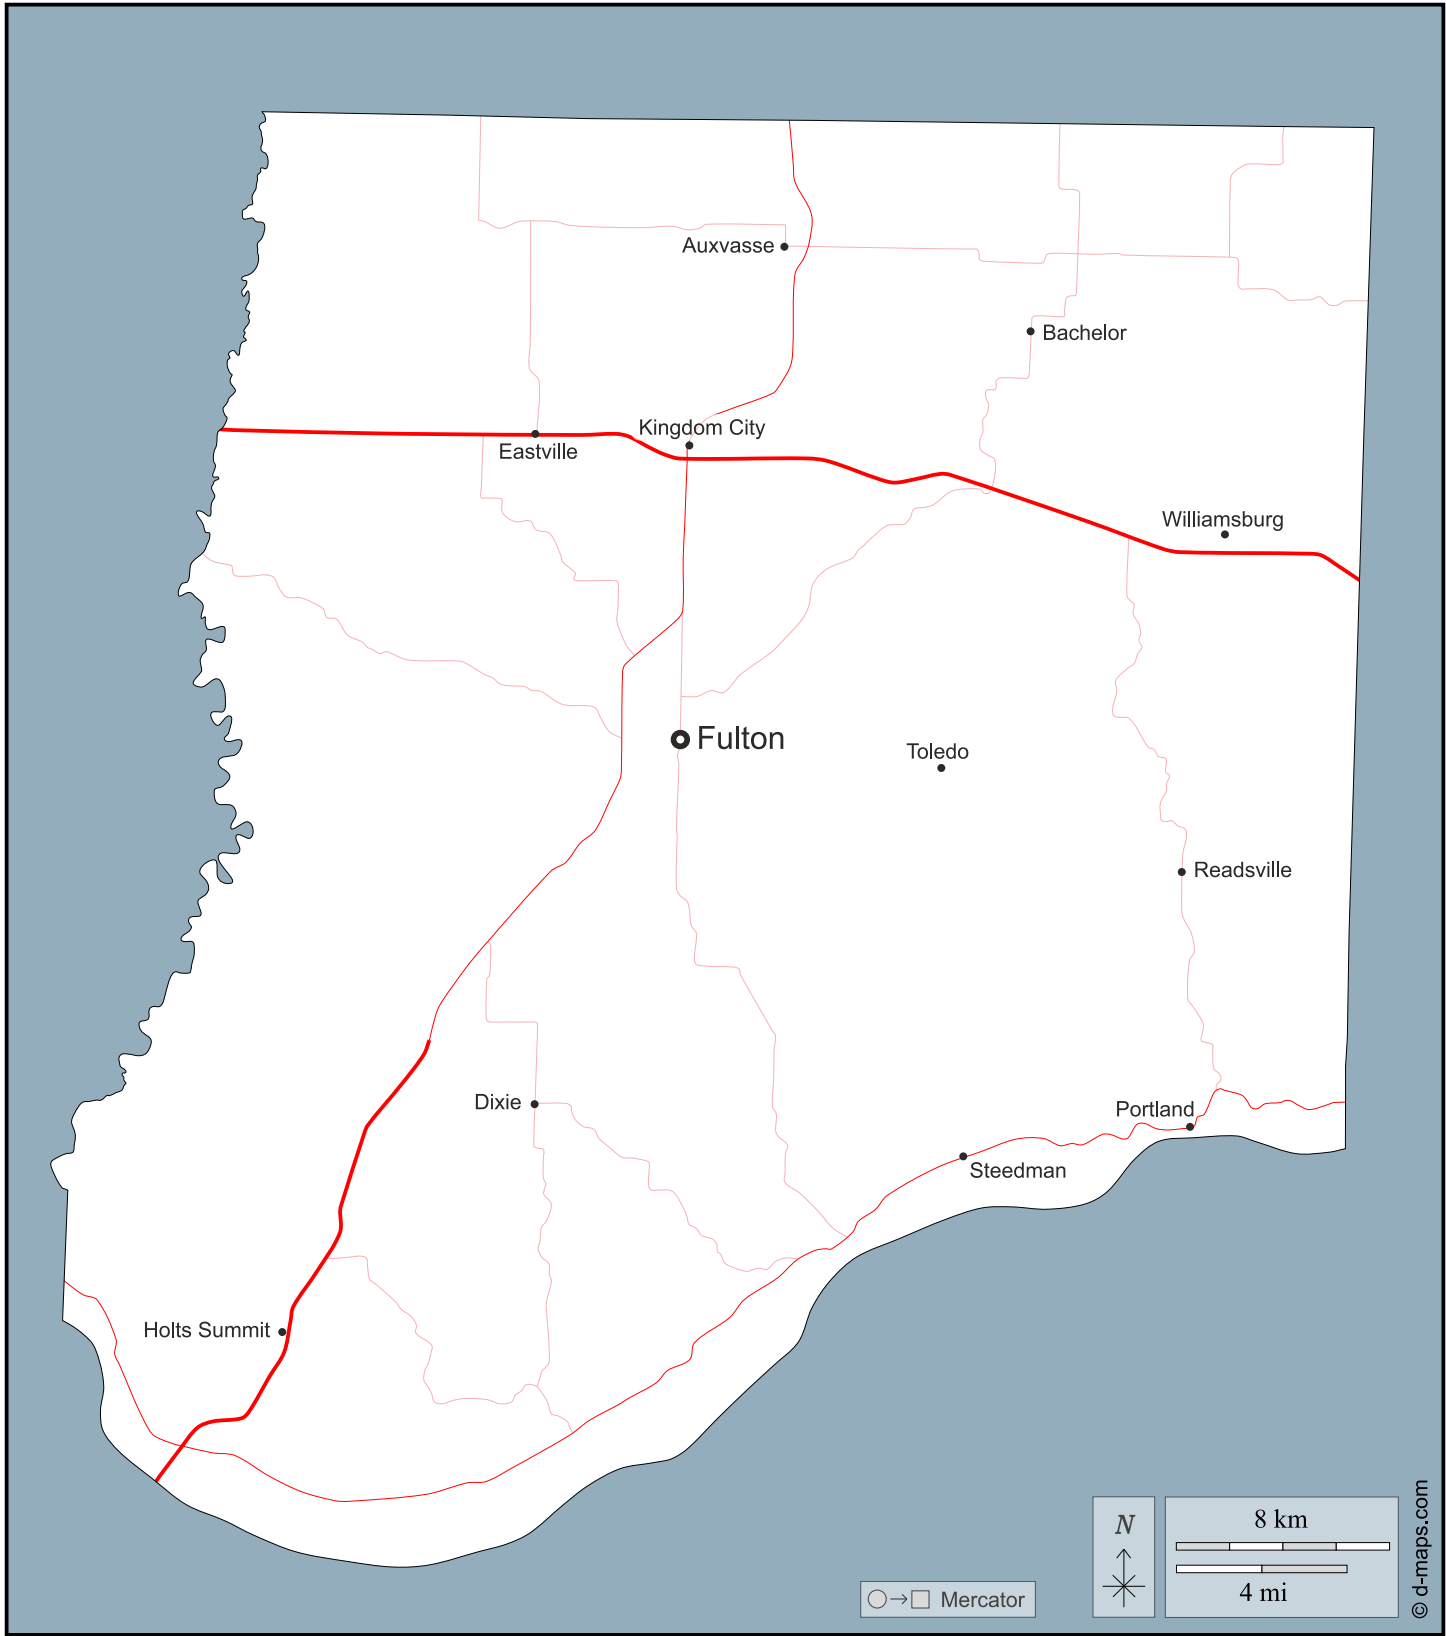 Auxvasse
Bachelor
Kingdom City
Eastville
Williamsburg
Fulton
Toledo
Readsville
Dixie
Portland
Steedman
Holts Summit
N
8 km
4 mi
Mercator
© d-maps.com